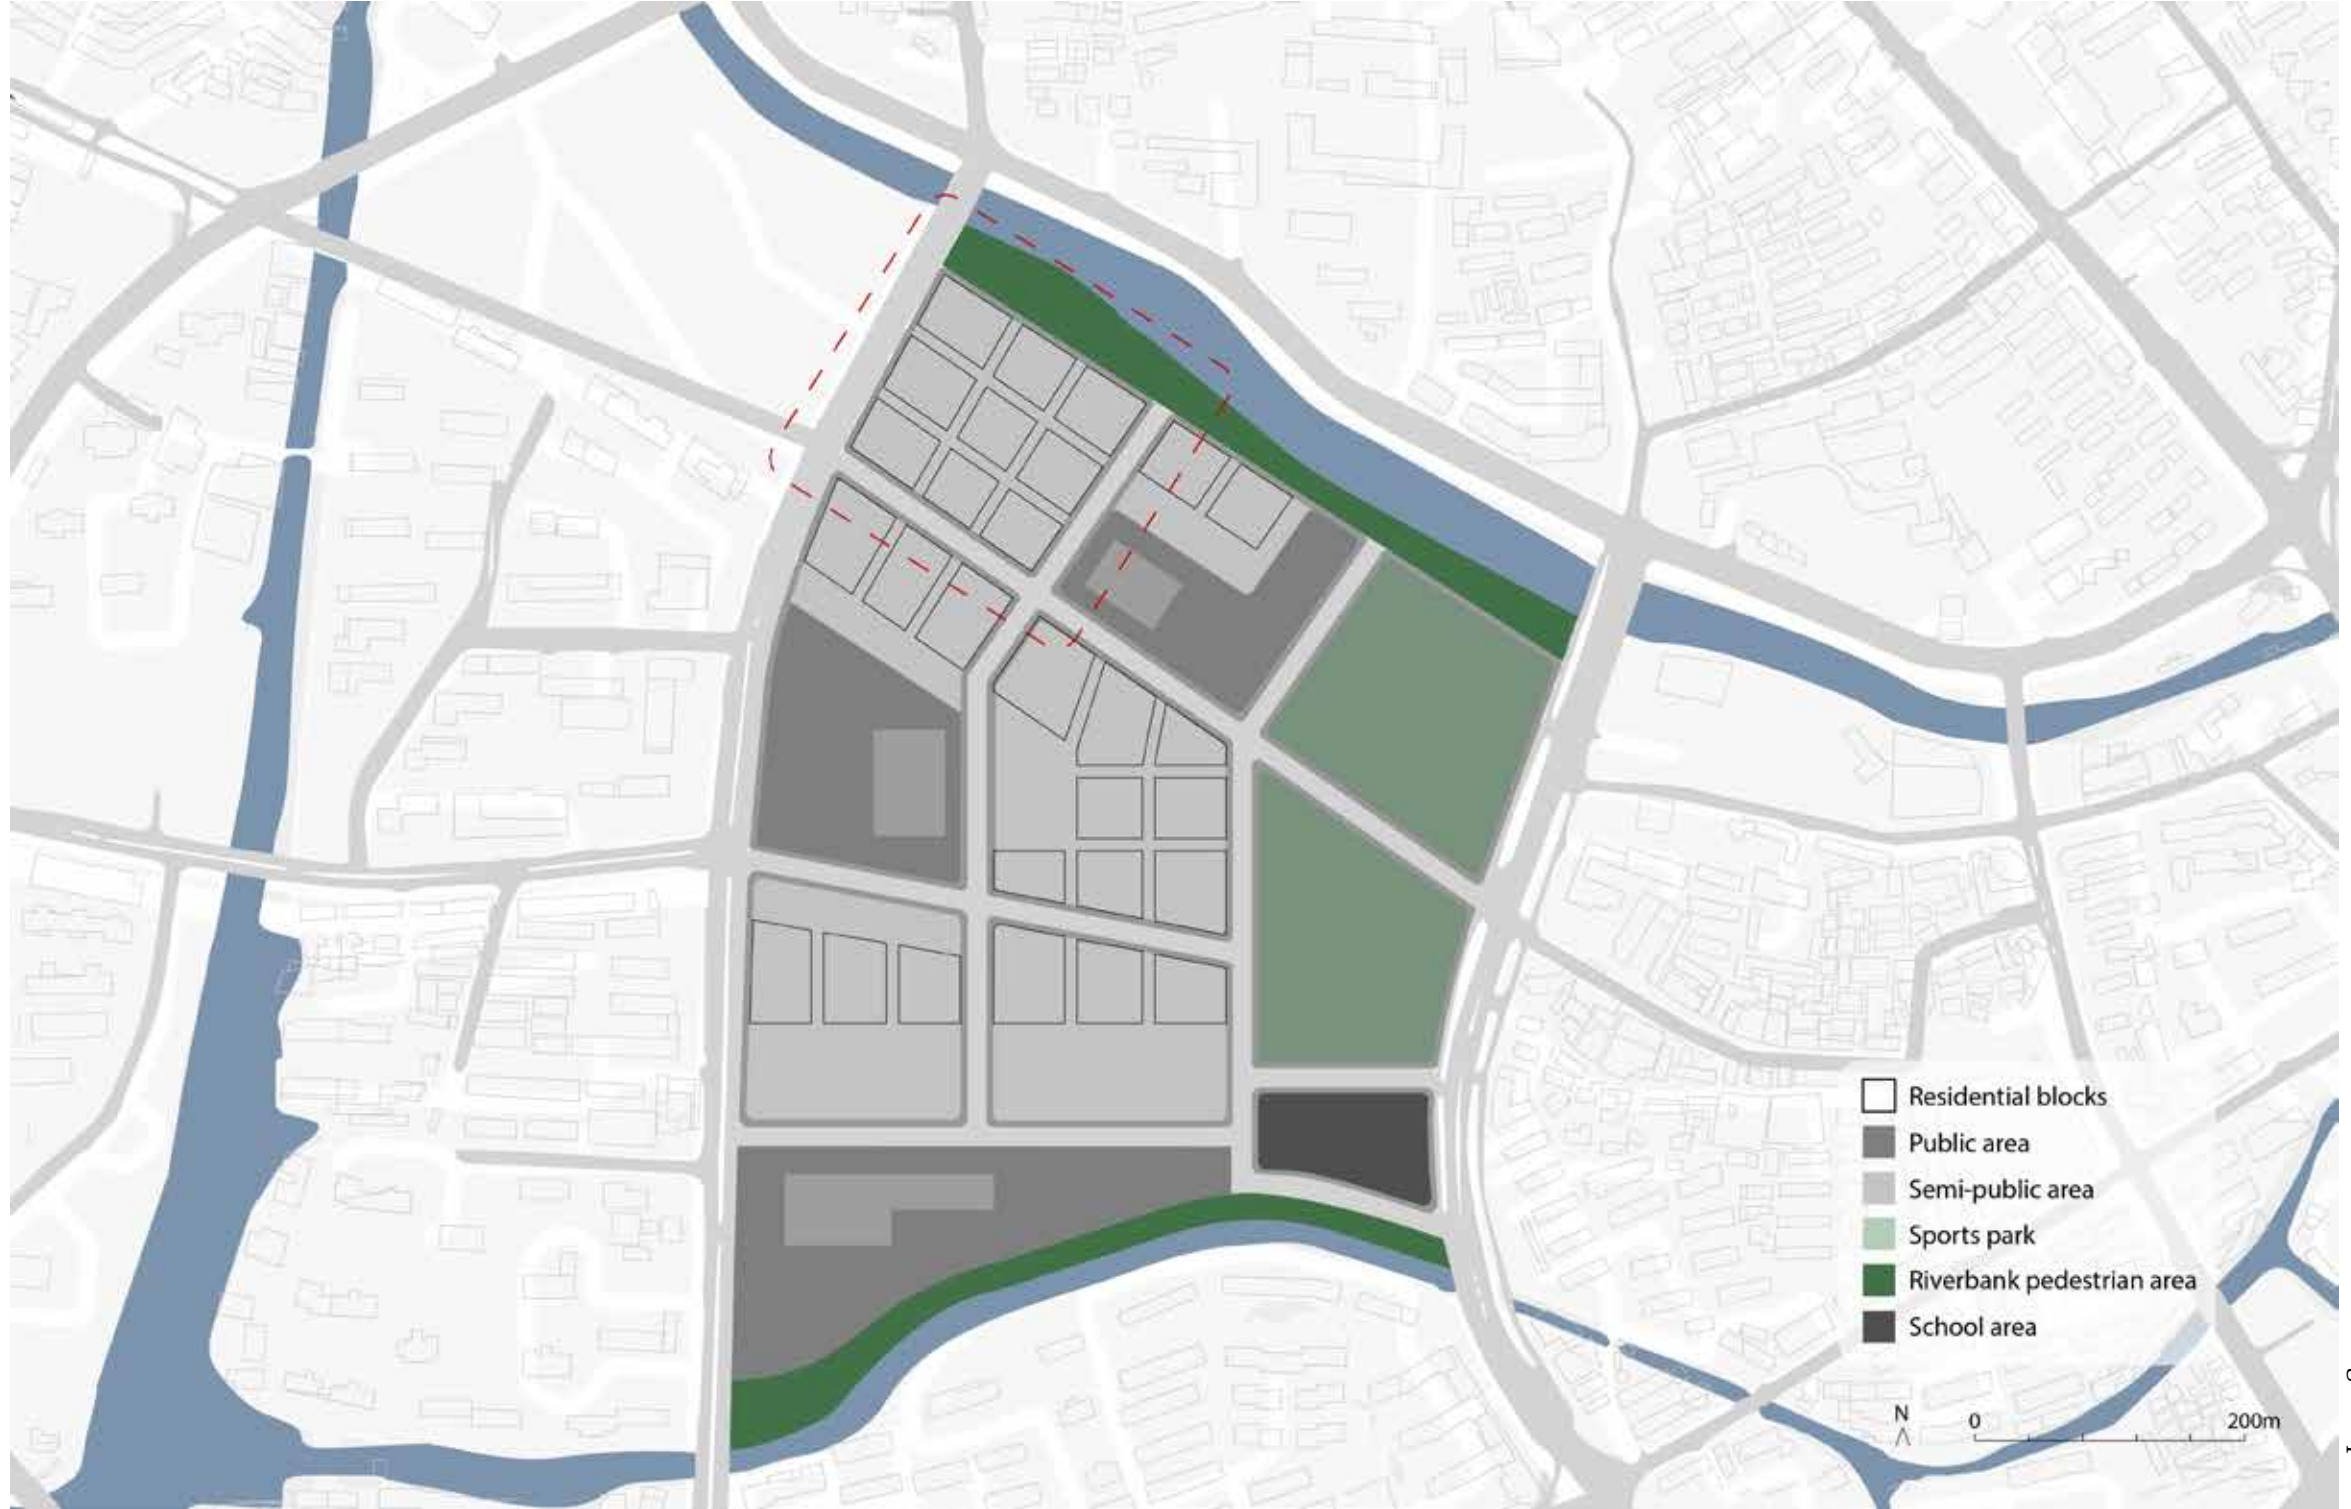 Residential blocks
Public area
Semi-public area
Sports park
Riverbank pedestrian area
School area
N
0 200m